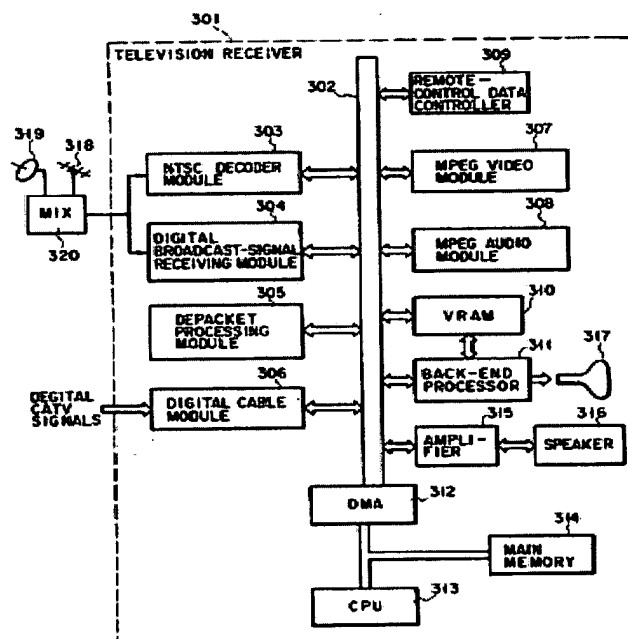 301
TELEVISION RECEIVER
302
309
REMOTE-
CONTROL DATA
CONTROLLER
319
318
303
NTSC DECODER
MODULE
307
MPEG VIDEO
MODULE
MIX
320
304
DIGITAL
BROADCAST-SIGNAL
RECEIVING MODULE
308
MPEG AUDIO
MODULE
305
DEPACKET
PROCESSING
MODULE
310
VRAM
311
BACK-END
PROCESSOR
317
DEGITAL
CATV
SIGNALS
306
DIGITAL CABLE
MODULE
315
AMPLI-
FIER
316
SPEAKER
312
DMA
314
MAIN
MEMORY
313
CPU